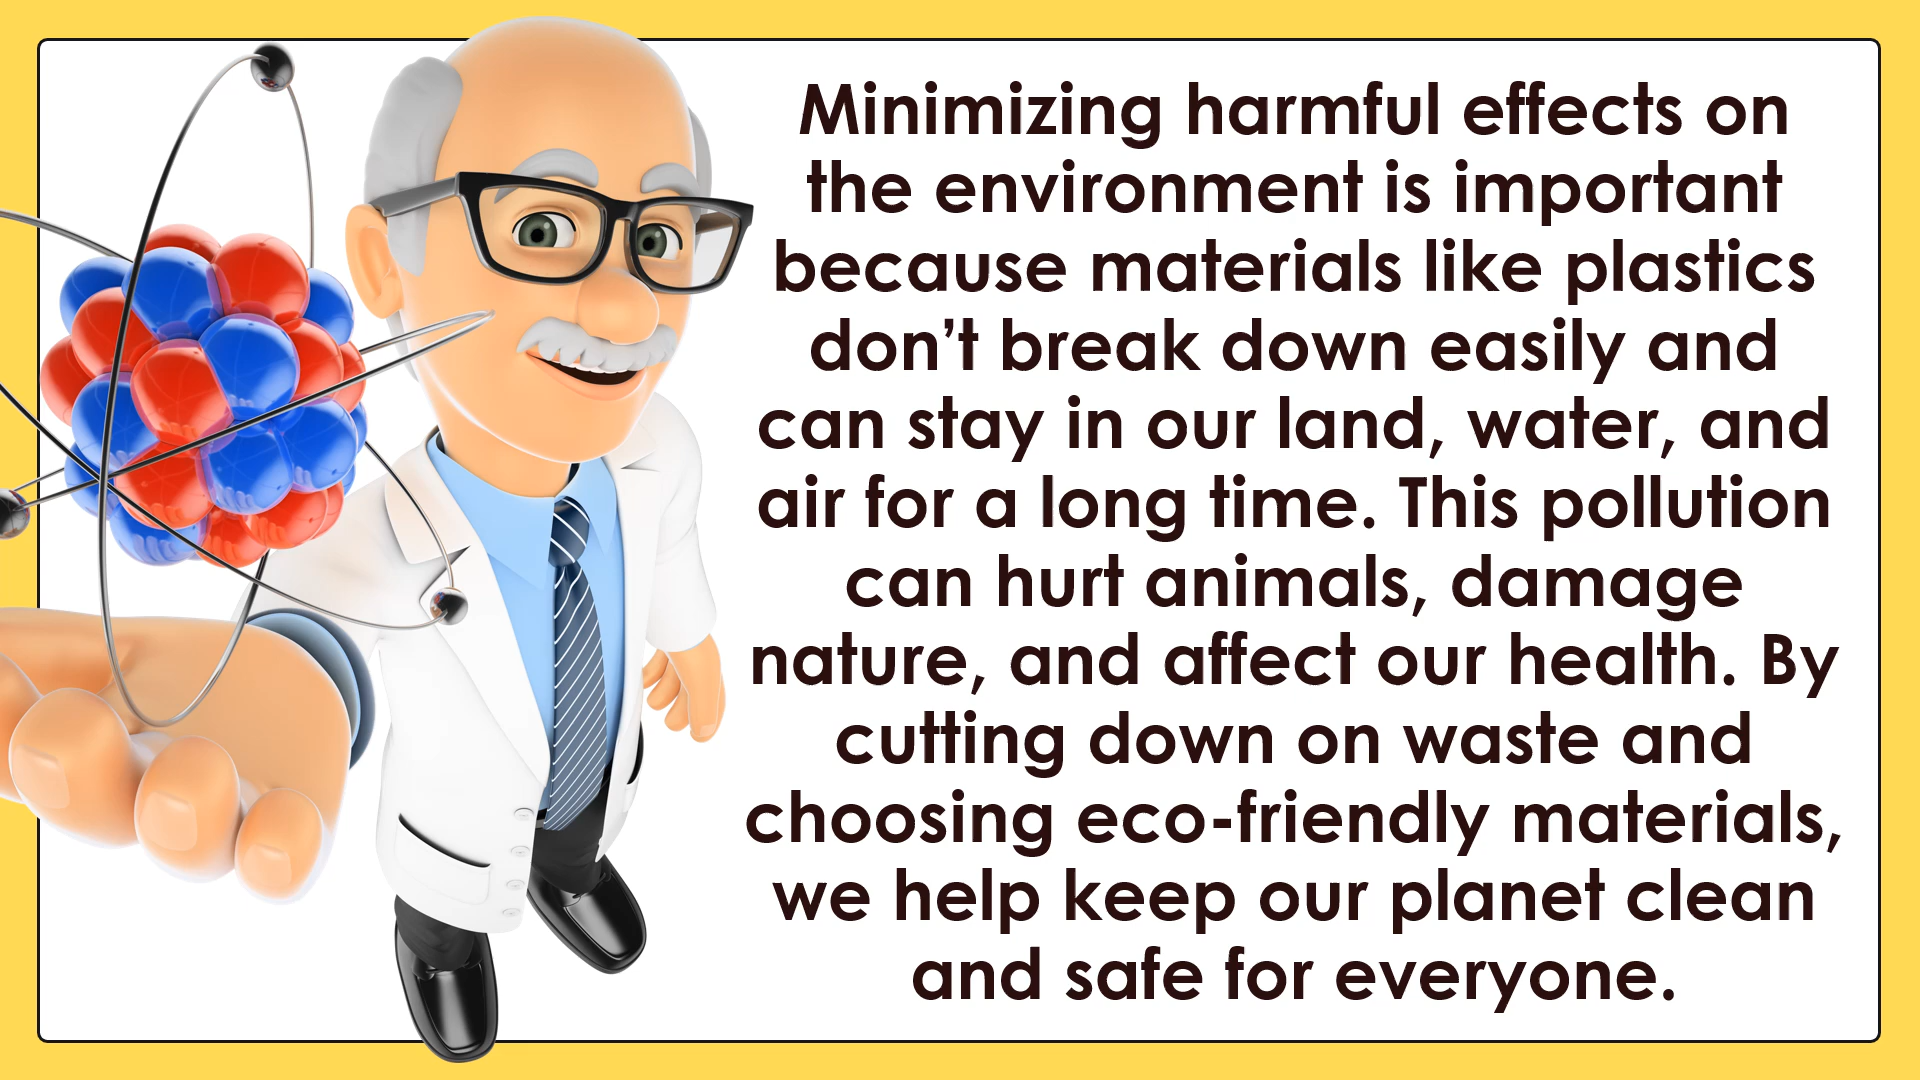 Minimizing harmful effects on
the environment is important
because materials like plastics
don’t break down easily and
can stay in our land, water, and
air for a long time. This pollution
can hurt animals, damage
nature, and affect our health. By
cutting down on waste and
choosing eco-friendly materials,
we help keep our planet clean
and safe for everyone.